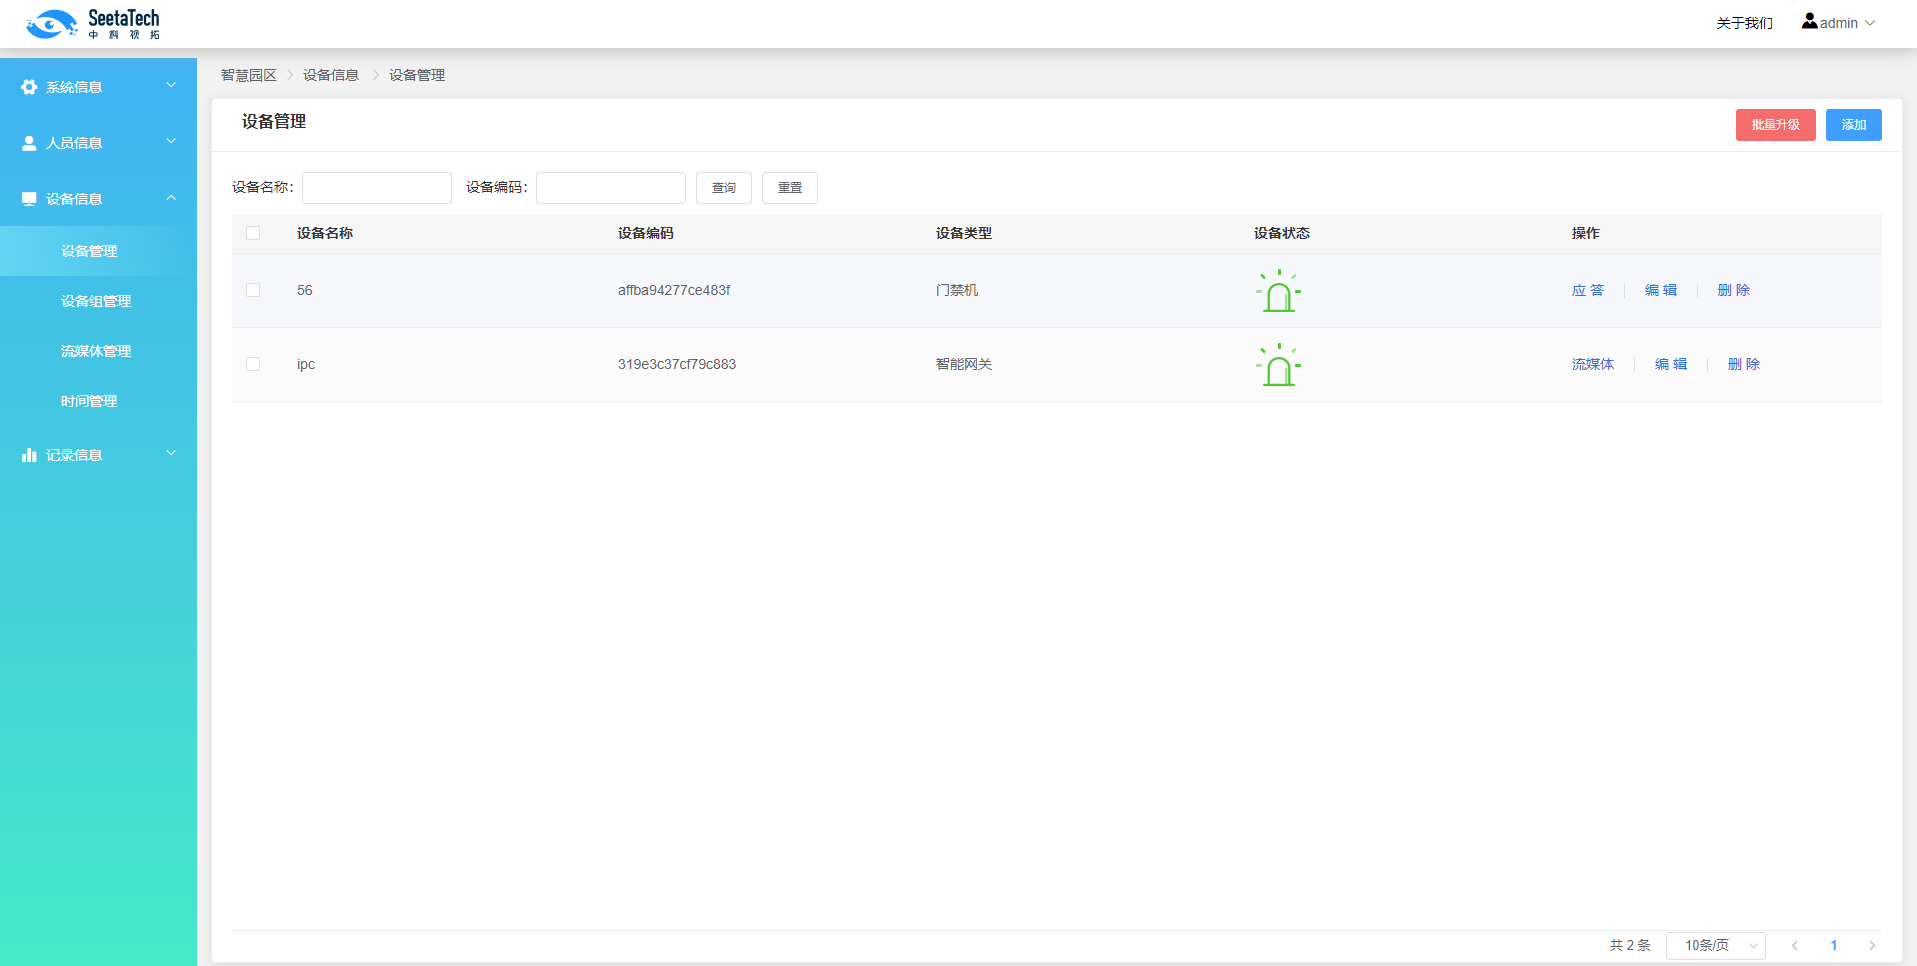 SeetaTech
中科视拓
关于我们
admin
系统信息
人员信息
设备信息
设备管理
设备组管理
流媒体管理
时间管理
记录信息
智慧园区 > 设备信息 > 设备管理
设备管理
批量升级 添加
设备名称: 设备编码: 查询 重置
设备名称 设备编码 设备类型 设备状态 操作
56 affba94277ce483f 门禁机 应 答 编 辑 删 除
ipc 319e3c37cf79c883 智能网关 流媒体 编 辑 删 除
共 2 条 10条/页 < 1 >